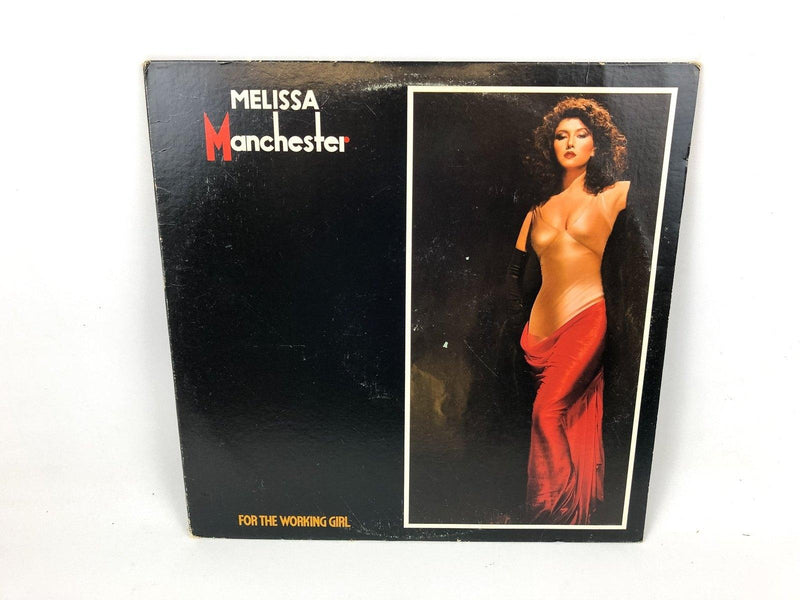 MELISSA
Manchester
FOR THE WORKING GIRL